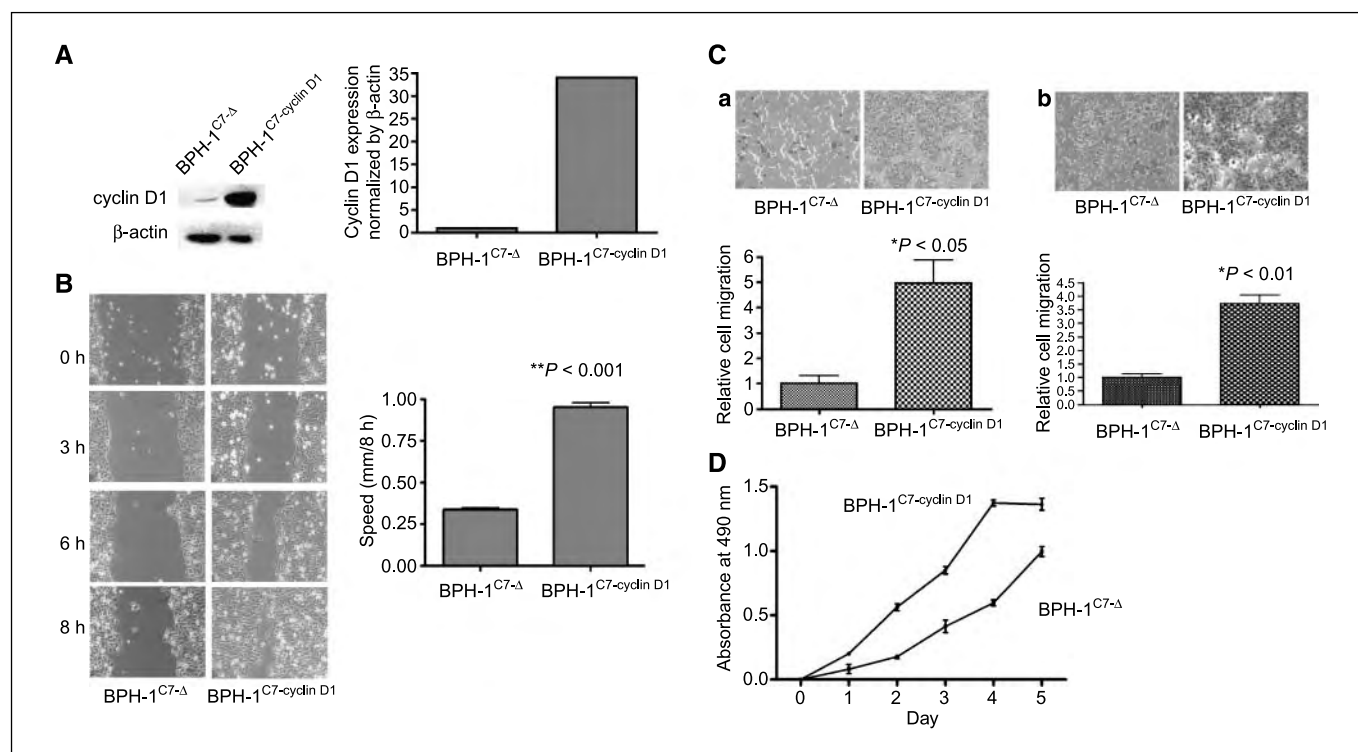 A
BPH-1C7-Δ
BPH-1C7-cyclin D1
cyclin D1
β-actin
Cyclin D1 expression
normalized by β-actin
35
30
25
20
15
10
5
0
BPH-1C7-Δ
BPH-1C7-cyclin D1
B
0 h
3 h
6 h
8 h
BPH-1C7-Δ
BPH-1C7-cyclin D1
**P < 0.001
Speed (mm/8 h)
1.00
0.75
0.50
0.25
0.00
BPH-1C7-Δ
BPH-1C7-cyclin D1
C
a
BPH-1C7-Δ
BPH-1C7-cyclin D1
*P < 0.05
Relative cell migration
6
5
4
3
2
1
0
BPH-1C7-Δ
BPH-1C7-cyclin D1
b
BPH-1C7-Δ
BPH-1C7-cyclin D1
*P < 0.01
Relative cell migration
4.5
4.0
3.5
3.0
2.5
2.0
1.5
1.0
0.5
0.0
BPH-1C7-Δ
BPH-1C7-cyclin D1
D
Absorbance at 490 nm
1.5
1.0
0.5
0.0
BPH-1C7-cyclin D1
BPH-1C7-Δ
0 1 2 3 4 5
Day